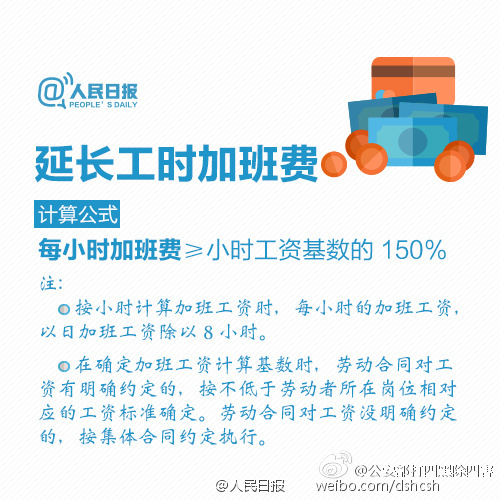 @人民日报
PEOPLE'S DAILY
延长工时加班费
计算公式
每小时加班费≥小时工资基数的 150%
注:
按小时计算加班工资时,每小时的加班工资,
以日加班工资除以 8 小时。
在确定加班工资计算基数时,劳动合同对工
资有明确约定的,按不低于劳动者所在岗位相对
应的工资标准确定。劳动合同对工资没明确约定
的,按集体合同约定执行。
@人民日报
@公安部打四黑除四害
weibo.com/dshcsh